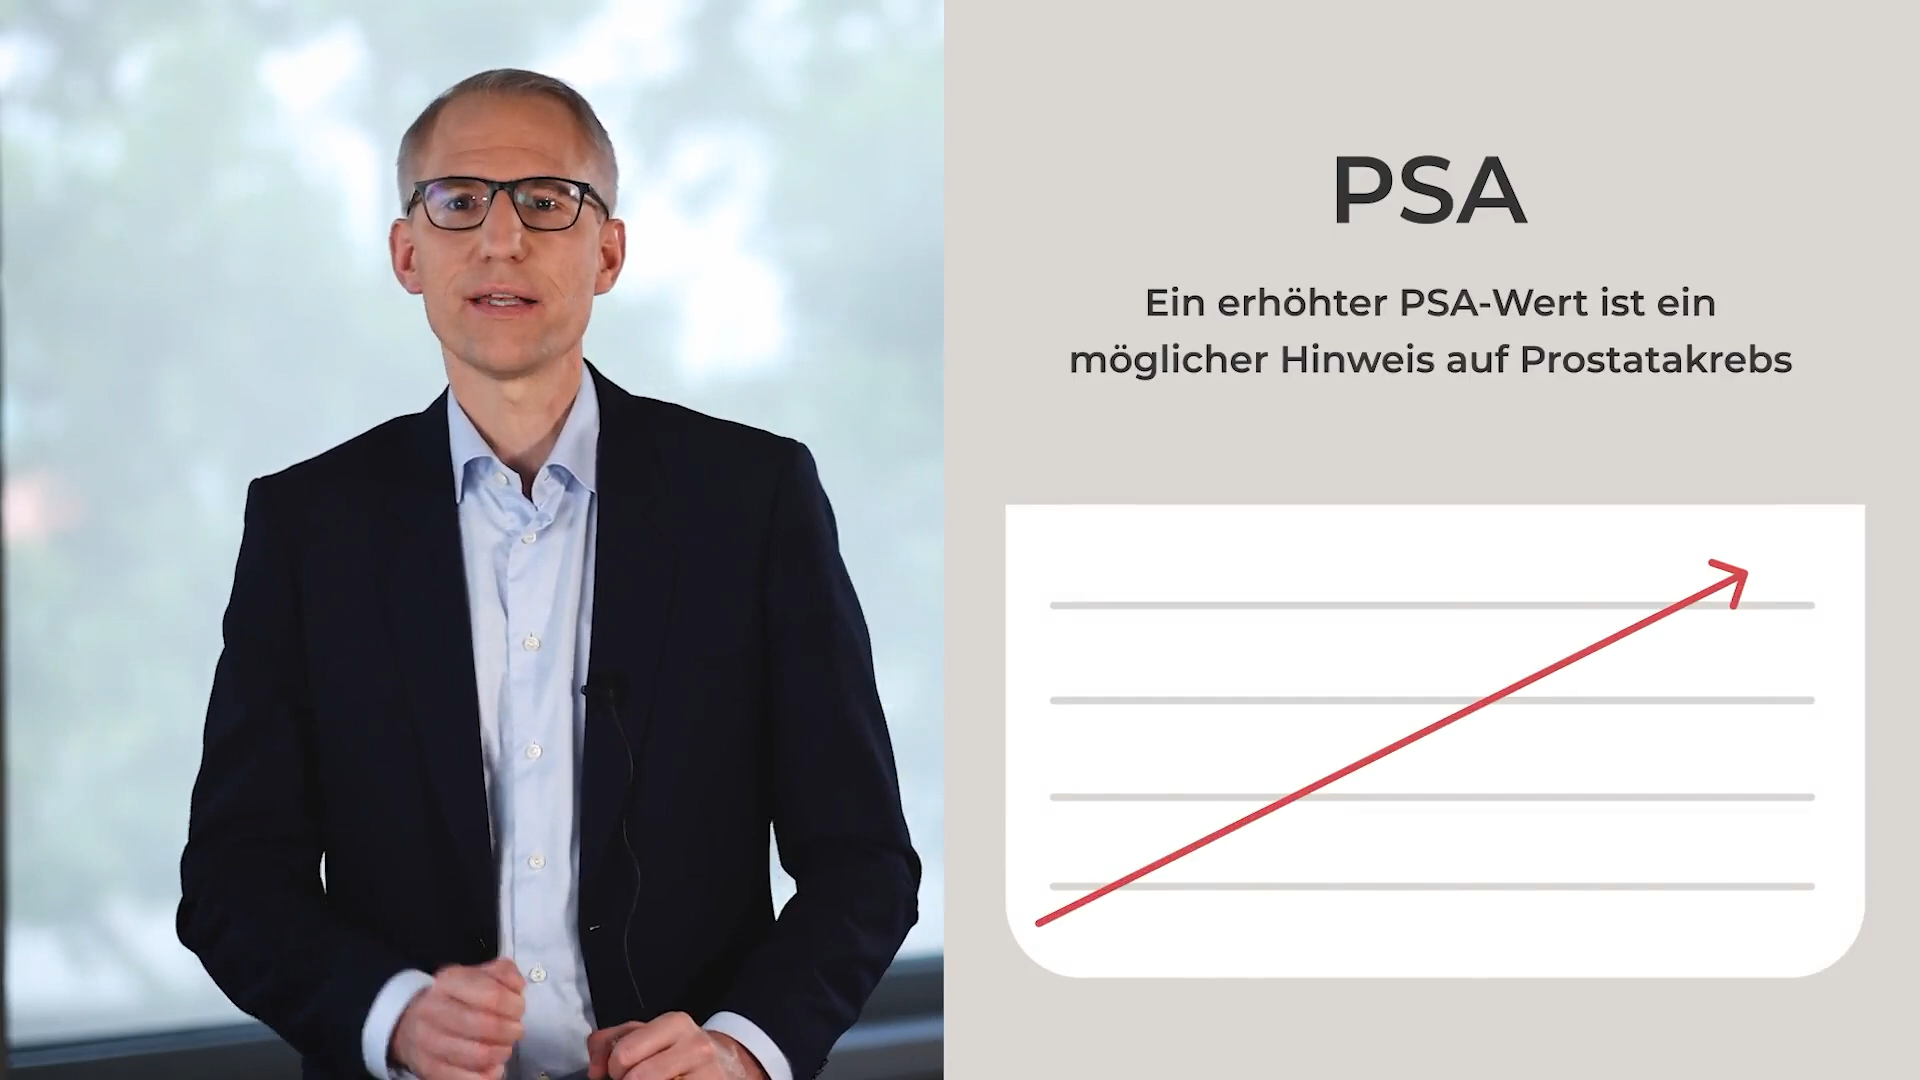 PSA
Ein erhöhter PSA-Wert ist ein
möglicher Hinweis auf Prostatakrebs